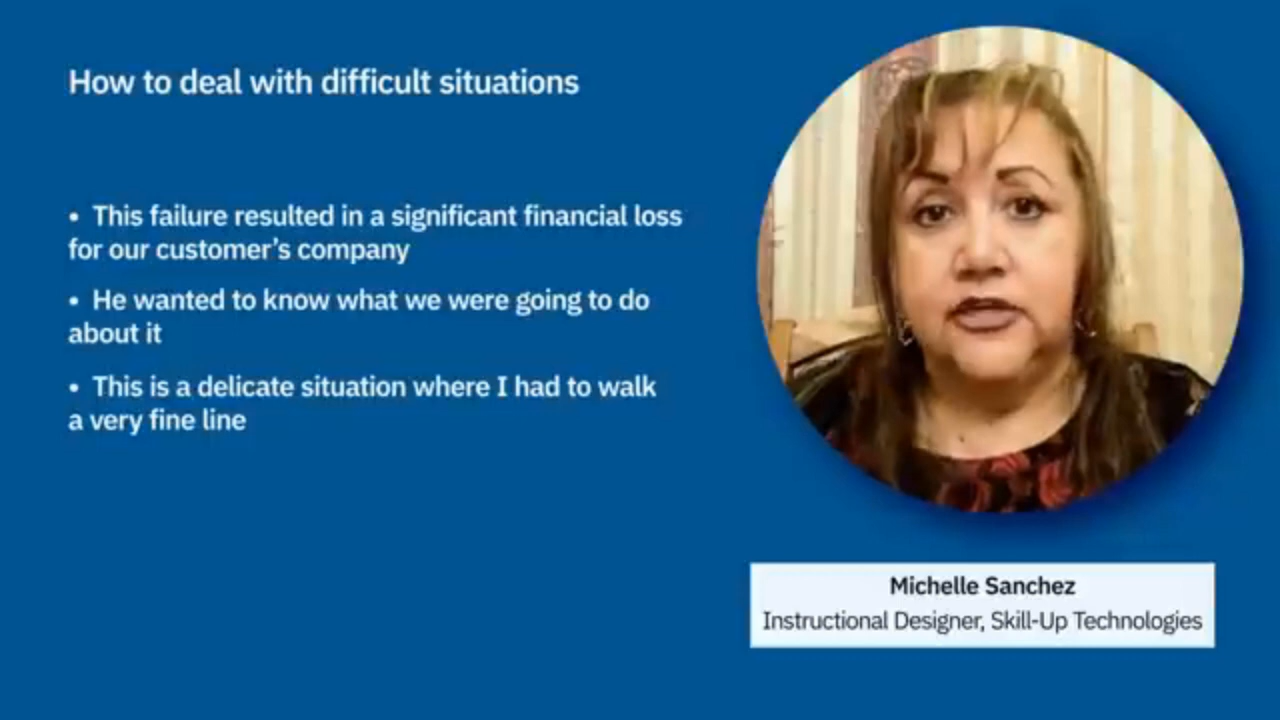 How to deal with difficult situations
• This failure resulted in a significant financial loss
for our customer's company
• He wanted to know what we were going to do
about it
• This is a delicate situation where I had to walk
a very fine line
Michelle Sanchez
Instructional Designer, Skill-Up Technologies